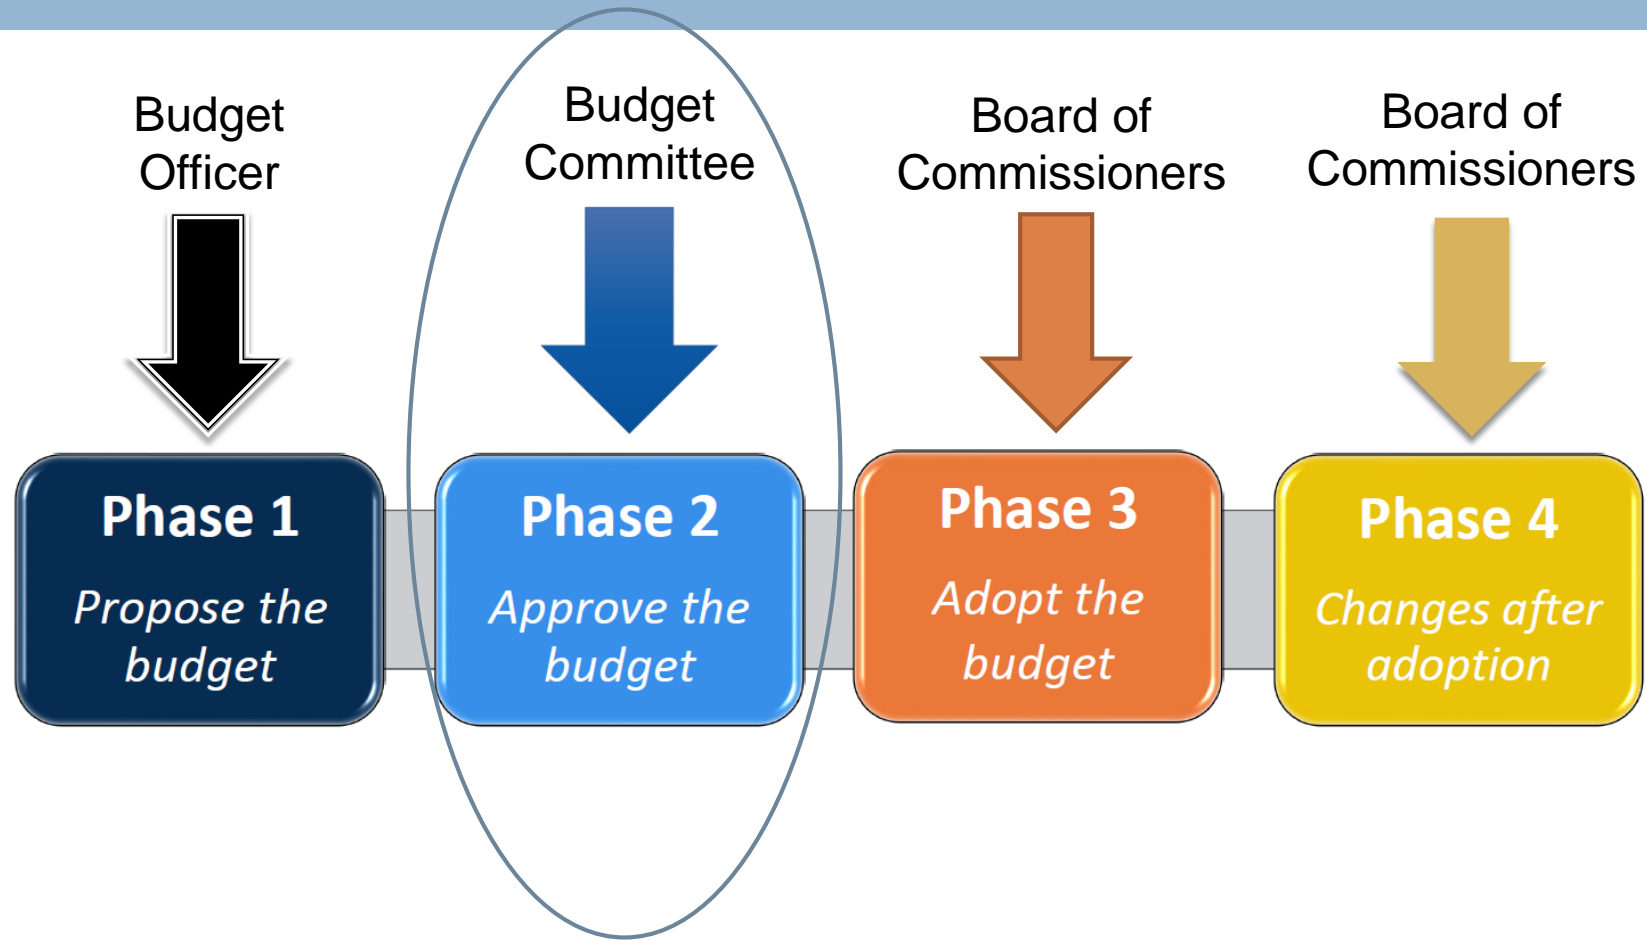 Budget
Officer
Budget
Committee
Board of
Commissioners
Board of
Commissioners
Phase 1
Propose the
budget
Phase 2
Approve the
budget
Phase 3
Adopt the
budget
Phase 4
Changes after
adoption